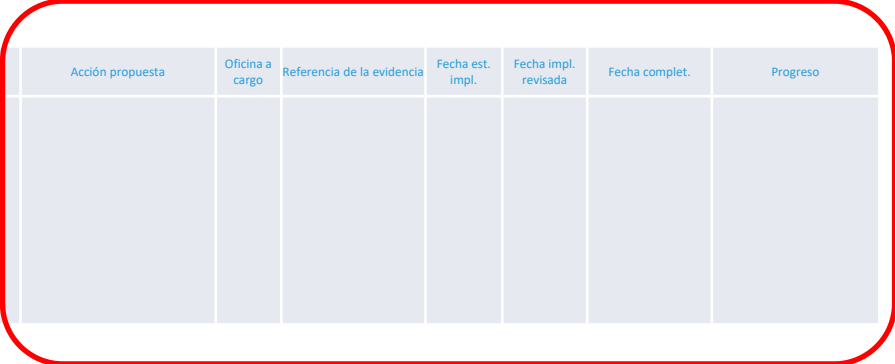 Acción propuesta
Oficina a
cargo
Referencia de la evidencia
Fecha est.
impl.
Fecha impl.
revisada
Fecha complet.
Progreso